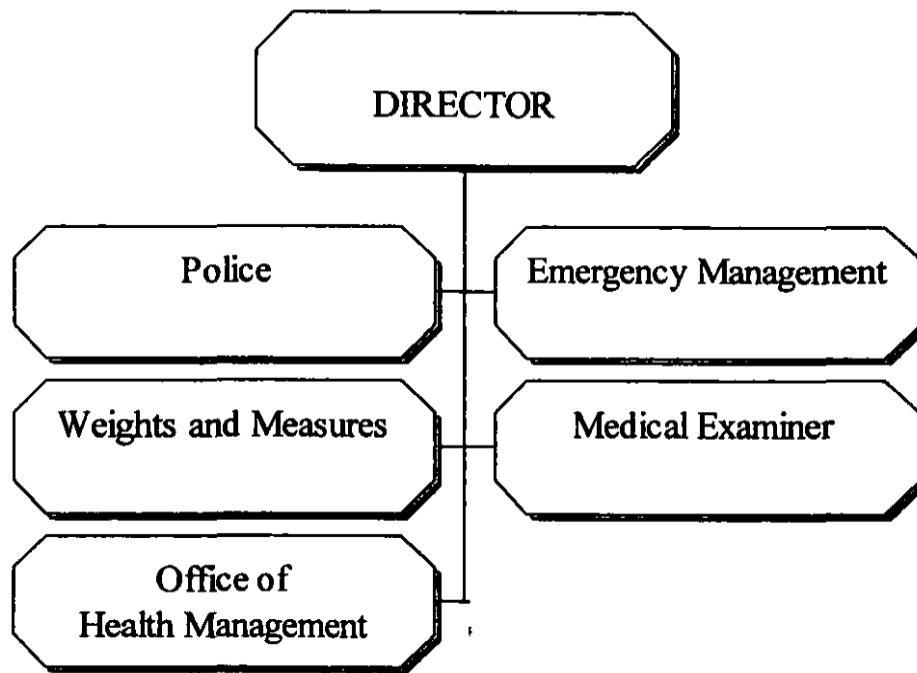 DIRECTOR
Police
Emergency Management
Weights and Measures
Medical Examiner
Office of
Health Management